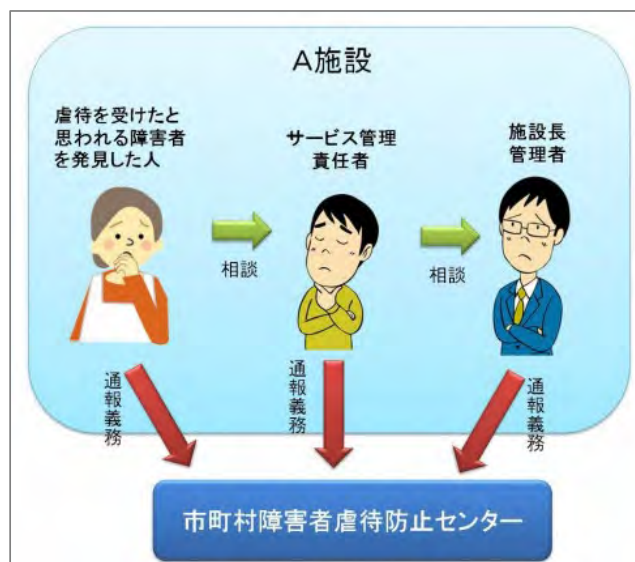 A施設
虐待を受けたと
思われる障害者
を発見した人
サービス管理
責任者
施設長
管理者
相談
相談
通報義務
通報義務
通報義務
市町村障害者虐待防止センター